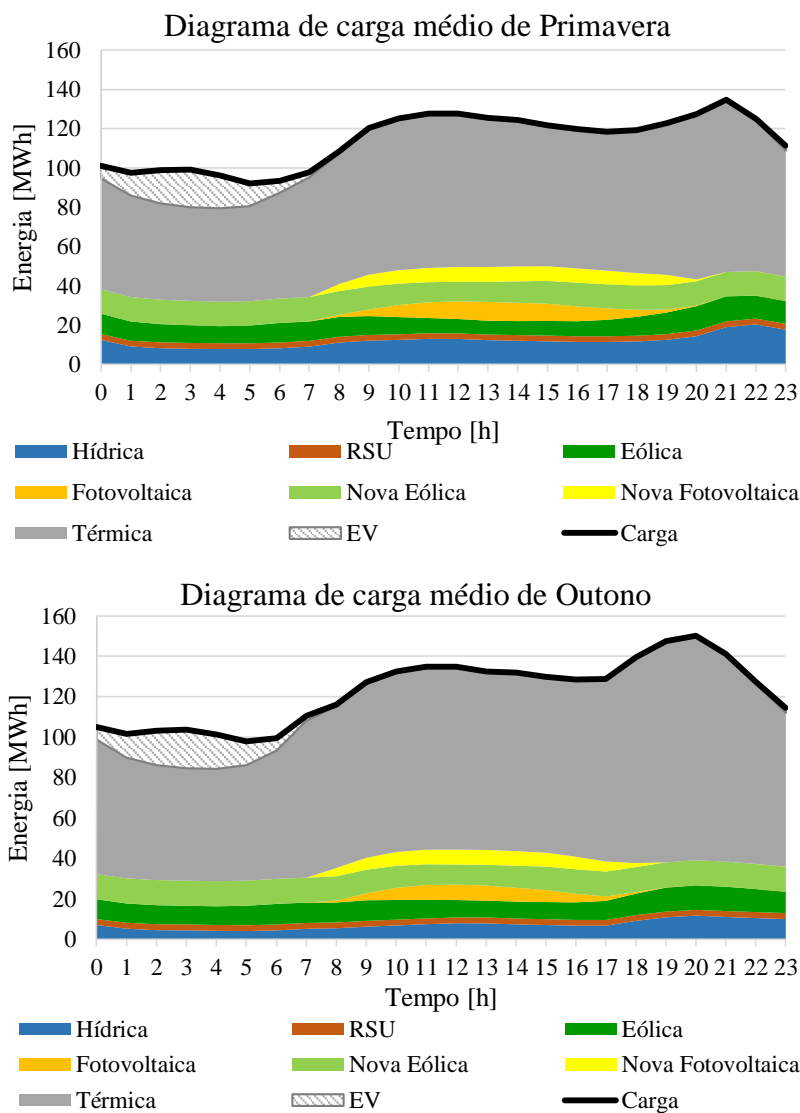 Diagrama de carga médio de Primavera
160
140
120
100
80
60
40
20
0
Energia [MWh]
0 1 2 3 4 5 6 7 8 9 10 11 12 13 14 15 16 17 18 19 20 21 22 23
Tempo [h]
Hídrica RSU Eólica
Fotovoltaica Nova Eólica Nova Fotovoltaica
Térmica EV Carga
Diagrama de carga médio de Outono
160
140
120
100
80
60
40
20
0
Energia [MWh]
0 1 2 3 4 5 6 7 8 9 10 11 12 13 14 15 16 17 18 19 20 21 22 23
Tempo [h]
Hídrica RSU Eólica
Fotovoltaica Nova Eólica Nova Fotovoltaica
Térmica EV Carga